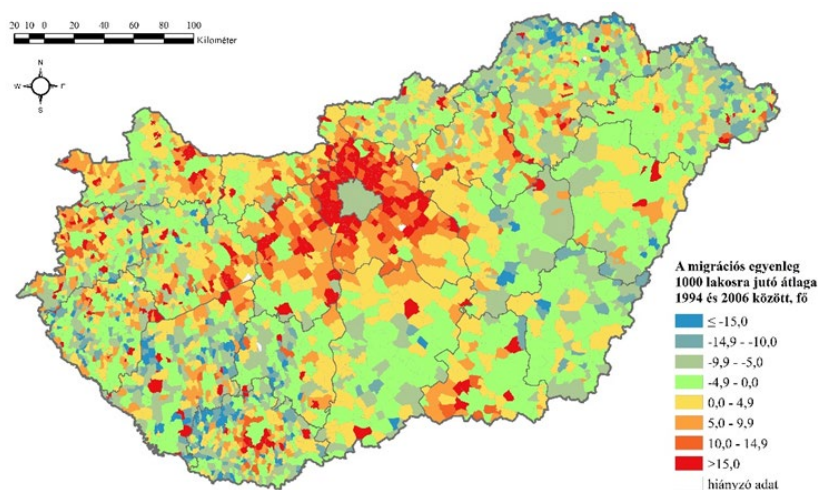 20 10 0 20 40 60 80 100
Kilométer
N
W E
S
A migrációs egyenleg
1000 lakosra jutó átlaga
1994 és 2006 között, fő
≤ -15,0
-14,9 - -10,0
-9,9 - -5,0
-4,9 - 0,0
0,0 - 4,9
5,0 - 9,9
10,0 - 14,9
>15,0
hiányzó adat